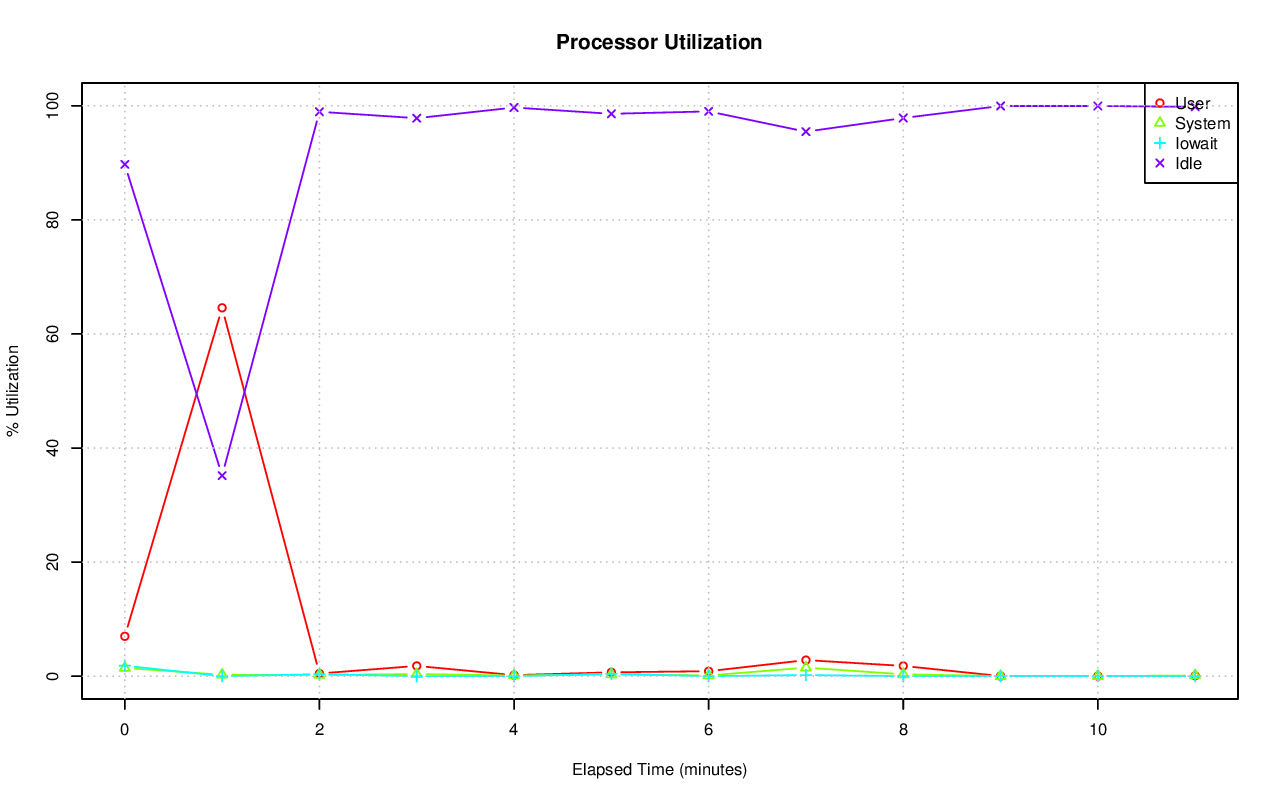 Processor Utilization
% Utilization
100
80
60
40
20
0
User
System
Iowait
Idle
0 2 4 6 8 10
Elapsed Time (minutes)